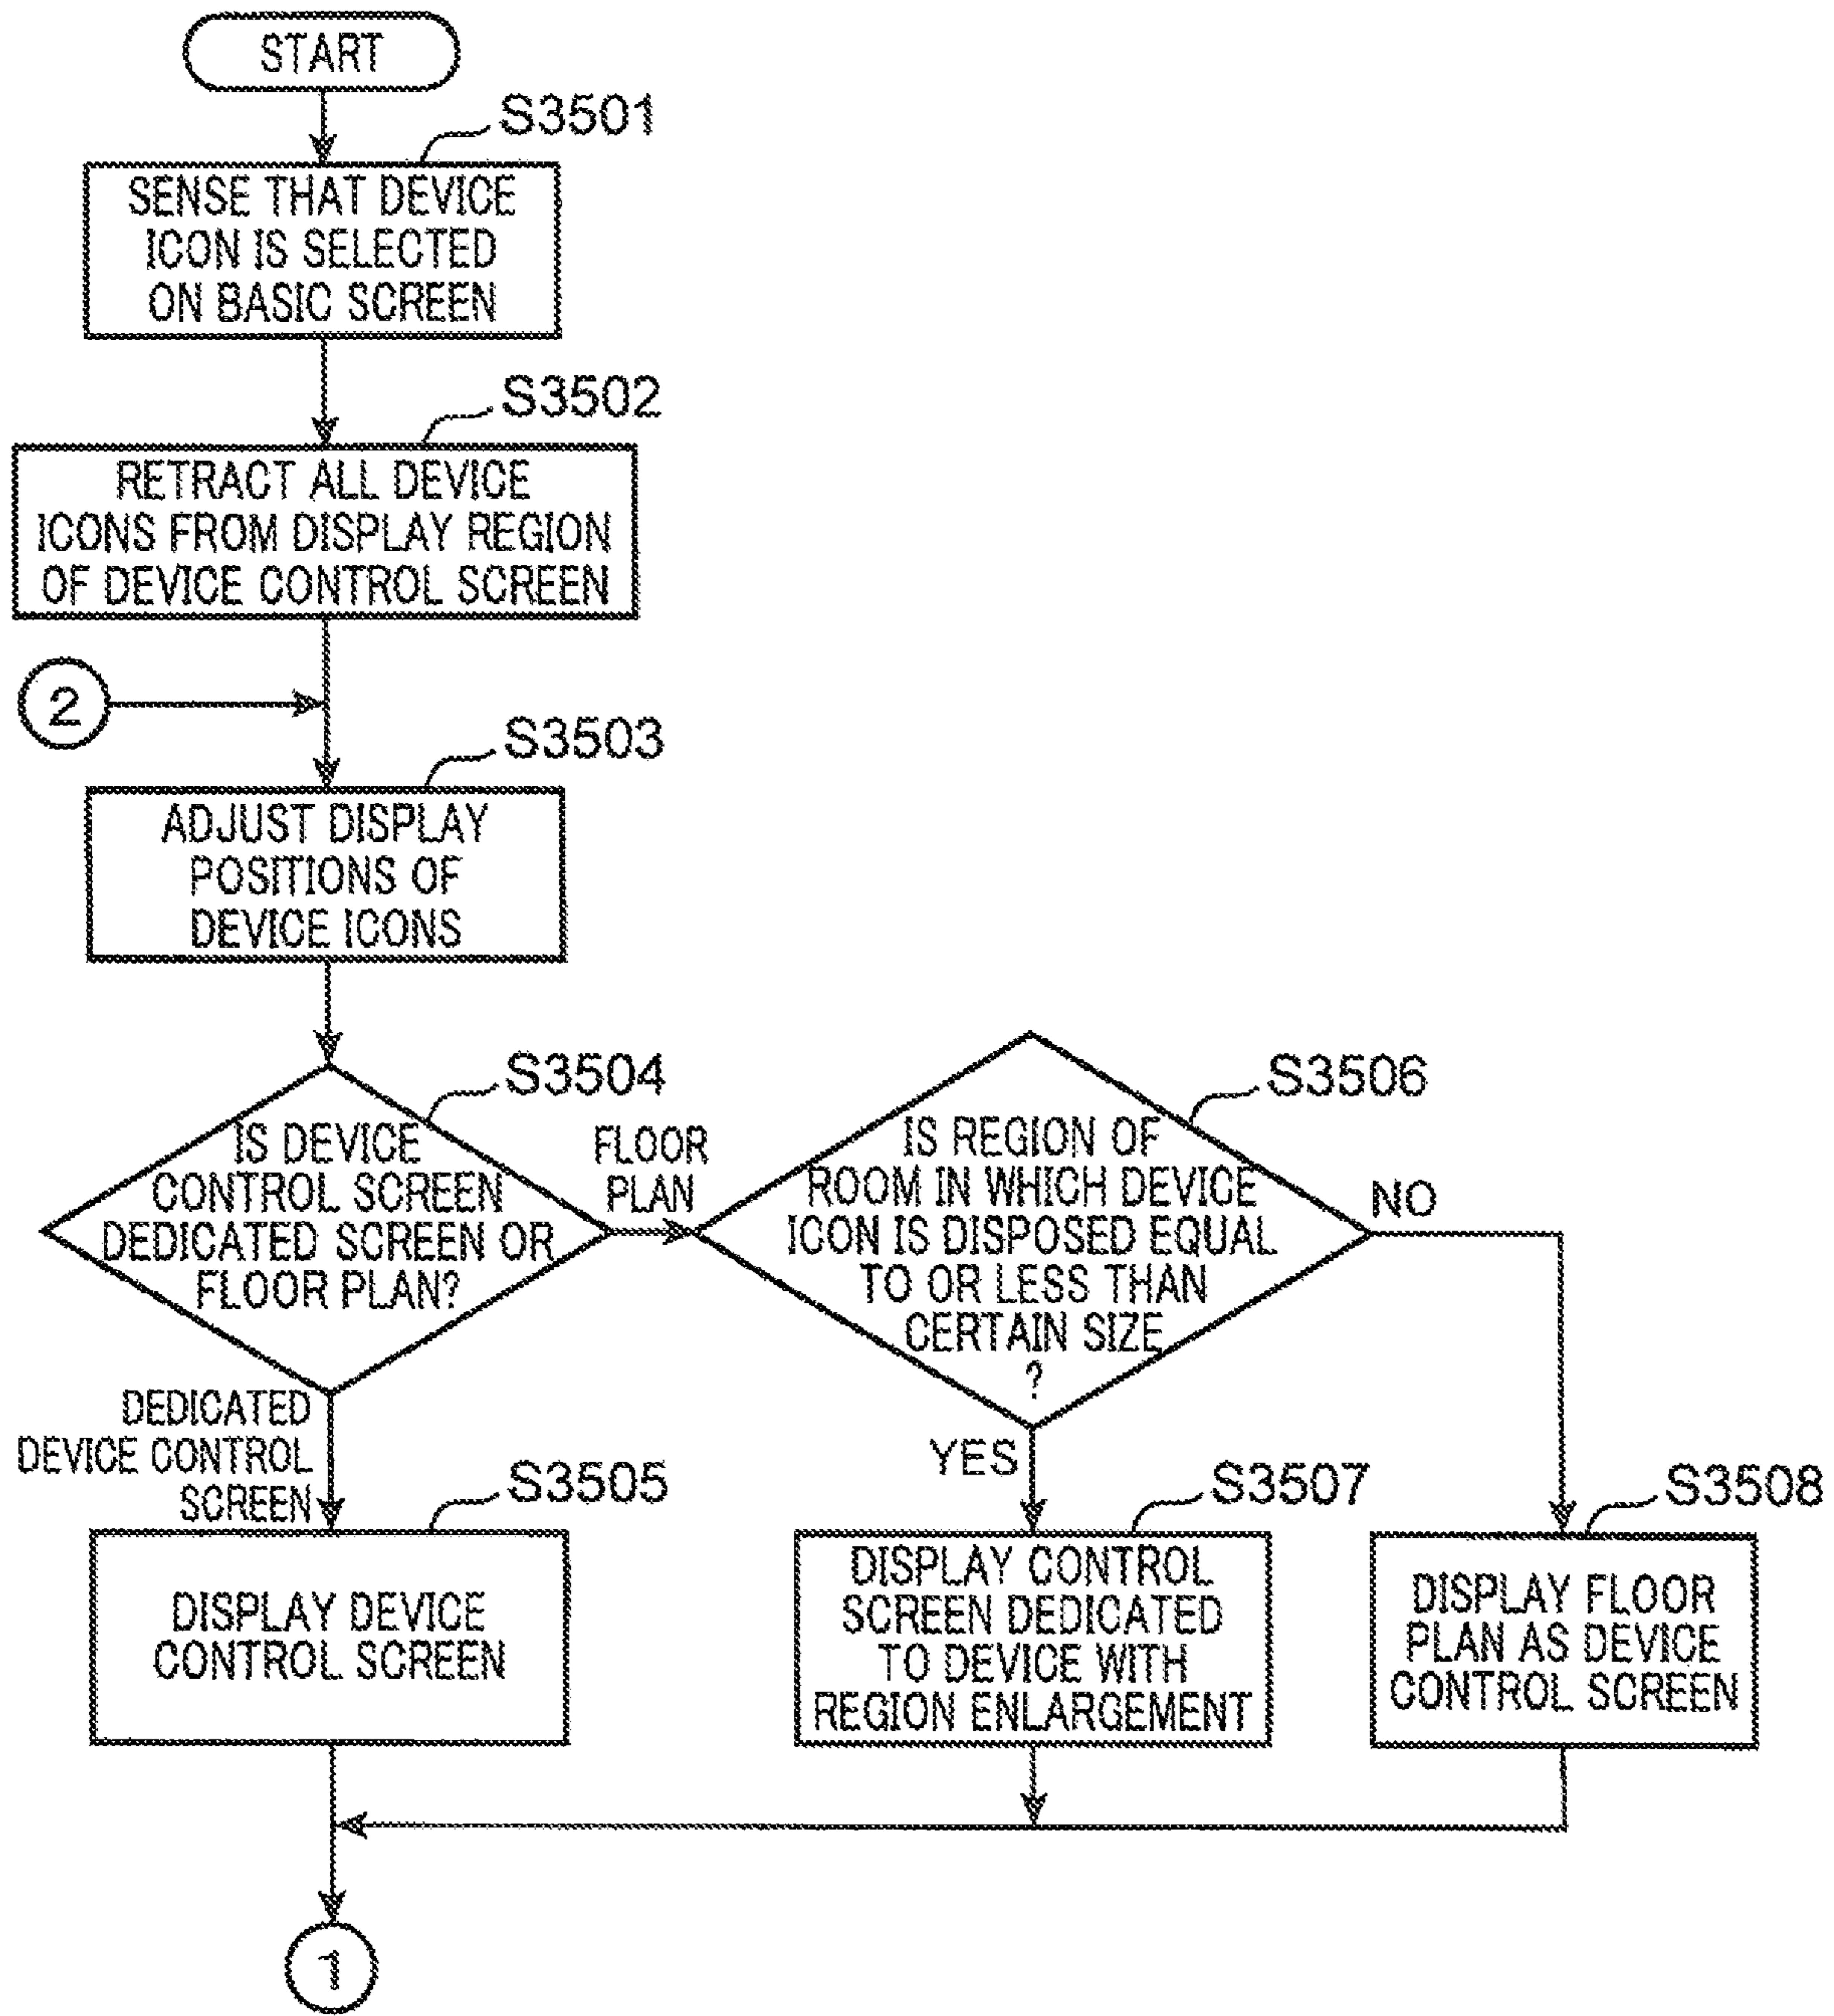 START
S3501
SENSE THAT DEVICE
ICON IS SELECTED
ON BASIC SCREEN
S3502
RETRACT ALL DEVICE
ICONS FROM DISPLAY REGION
OF DEVICE CONTROL SCREEN
2
S3503
ADJUST DISPLAY
POSITIONS OF
DEVICE ICONS
S3504
IS DEVICE
CONTROL SCREEN
DEDICATED SCREEN OR
FLOOR PLAN?
FLOOR
PLAN
S3506
IS REGION OF
ROOM IN WHICH DEVICE
ICON IS DISPOSED EQUAL
TO OR LESS THAN
CERTAIN SIZE
?
NO
DEDICATED
DEVICE CONTROL
SCREEN
YES
S3505
DISPLAY DEVICE
CONTROL SCREEN
S3507
DISPLAY CONTROL
SCREEN DEDICATED
TO DEVICE WITH
REGION ENLARGEMENT
S3508
DISPLAY FLOOR
PLAN AS DEVICE
CONTROL SCREEN
1